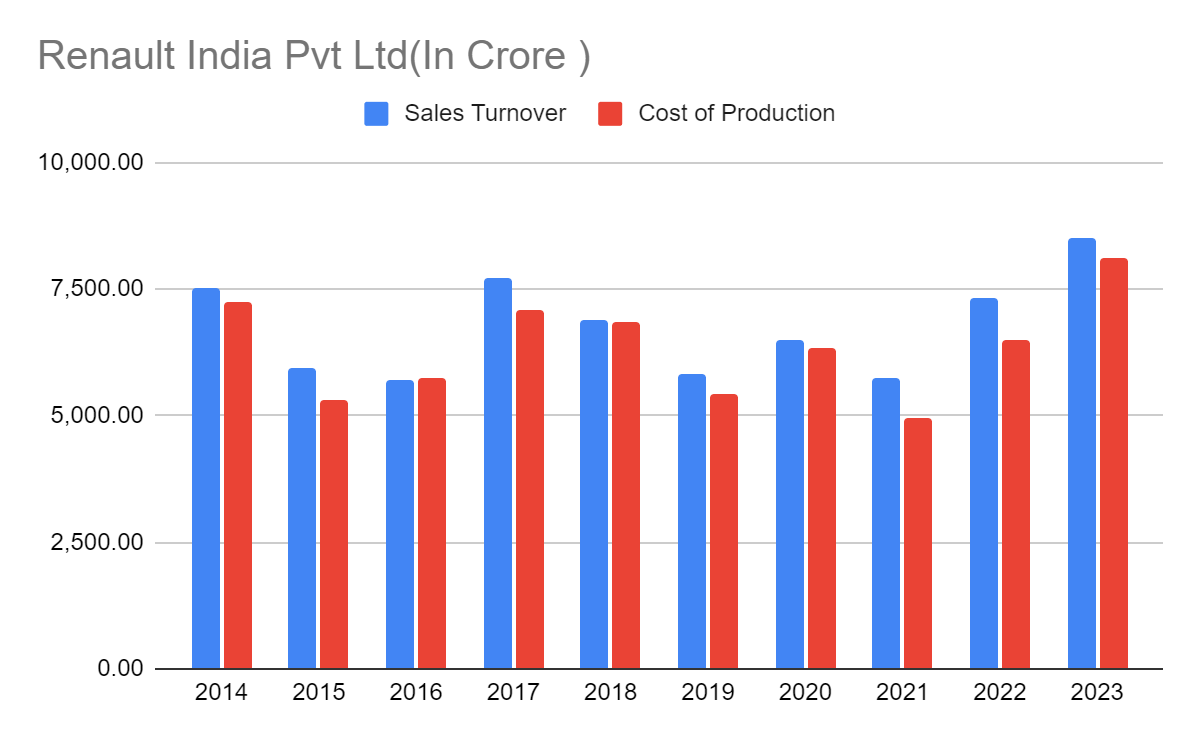 Renault India Pvt Ltd(In Crore )
Sales Turnover Cost of Production
10,000.00
7,500.00
5,000.00
2,500.00
0.00
2014 2015 2016 2017 2018 2019 2020 2021 2022 2023